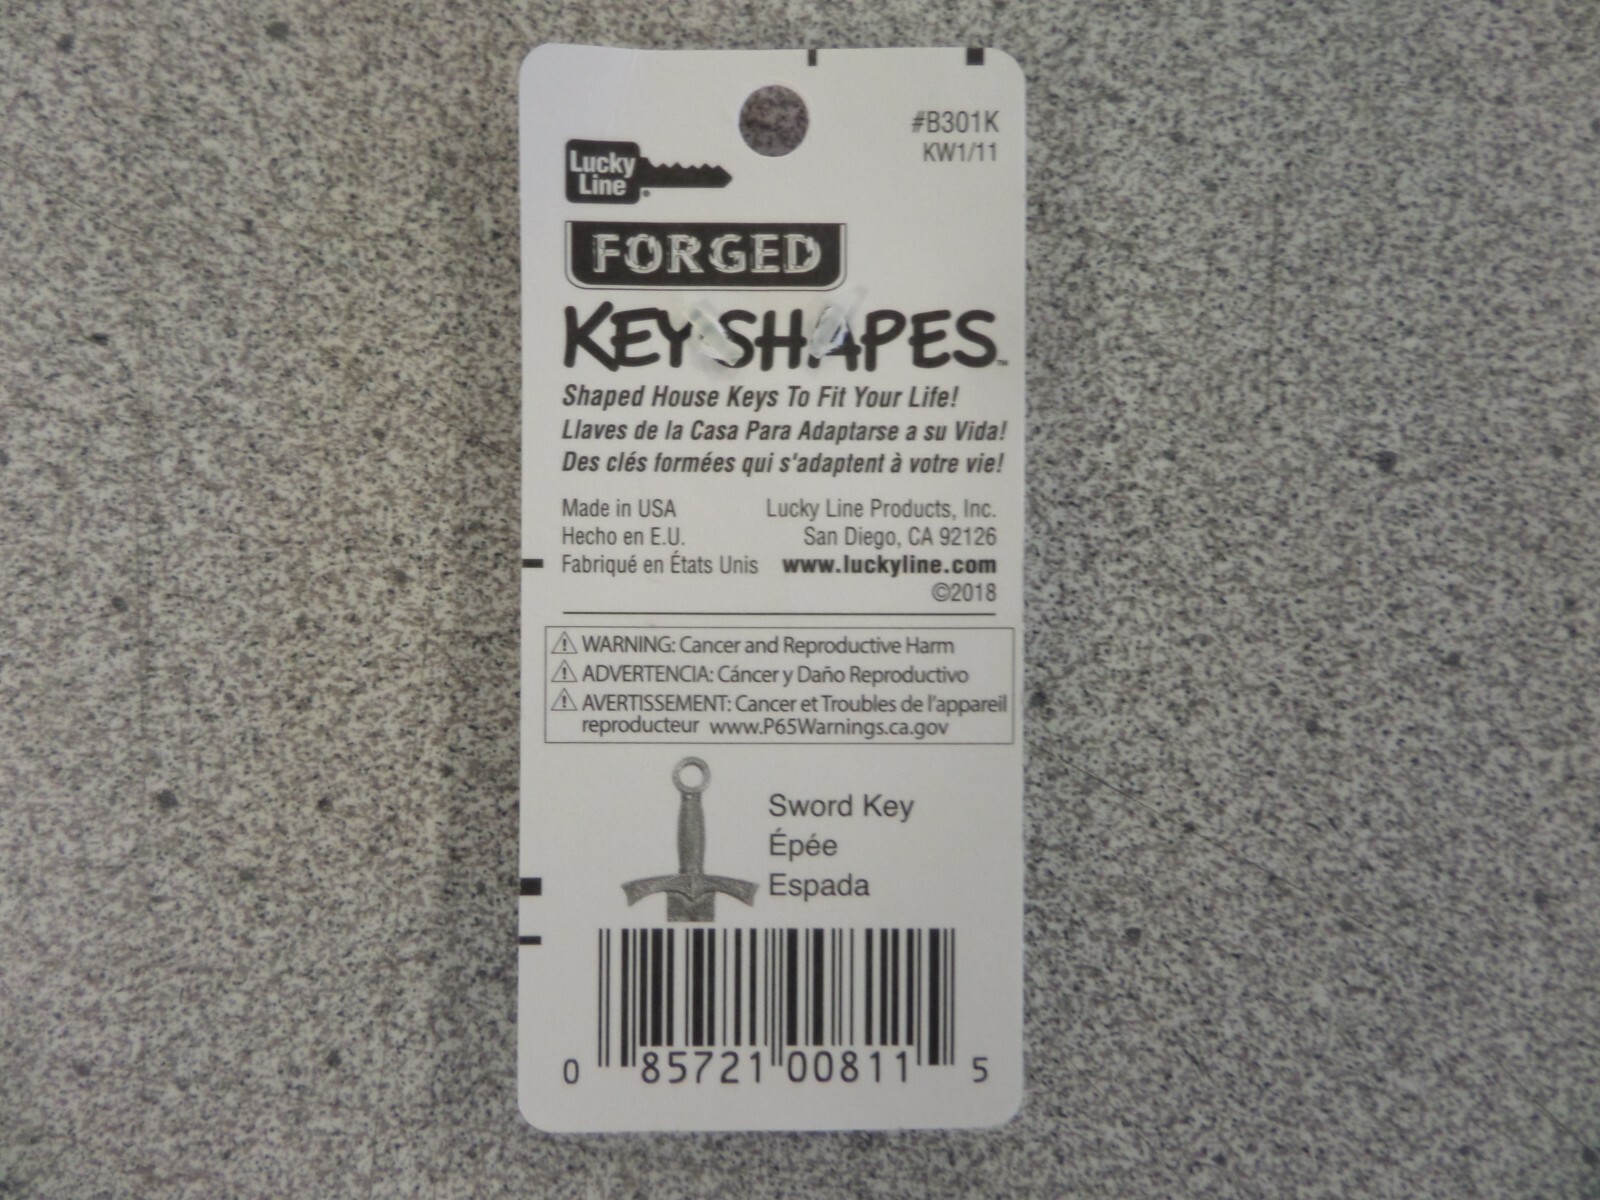 #B301K
KW1/11
Lucky
Line®
FORGED
KEY SHAPES™
Shaped House Keys To Fit Your Life!
Llaves de la Casa Para Adaptarse a su Vida!
Des clés formées qui s'adaptent à votre vie!
Made in USA
Hecho en E.U.
Fabriqué en États Unis
Lucky Line Products, Inc.
San Diego, CA 92126
www.luckyline.com
©2018
WARNING: Cancer and Reproductive Harm
ADVERTENCIA: Cáncer y Daño Reproductivo
AVERTISSEMENT: Cancer et Troubles de l'appareil
reproducteur www.P65Warnings.ca.gov
Sword Key
Épée
Espada
0 85721 00811 5